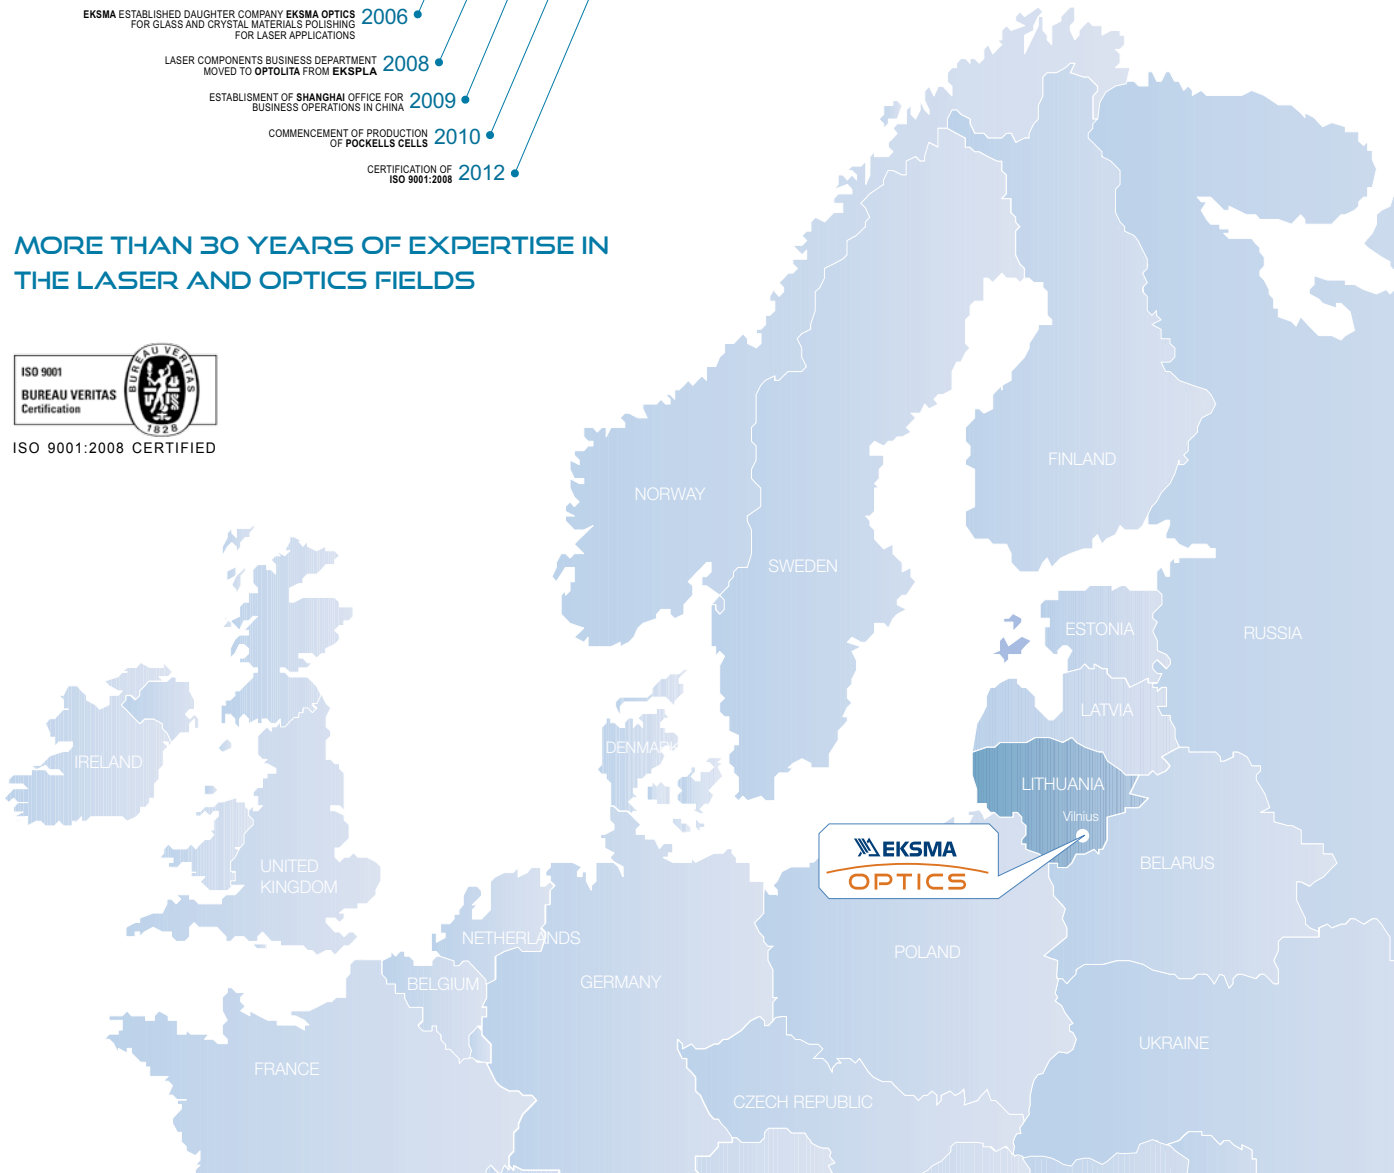 EKSMA ESTABLISHED DAUGHTER COMPANY EKSMA OPTICS
FOR GLASS AND CRYSTAL MATERIALS POLISHING
FOR LASER APPLICATIONS
2006
LASER COMPONENTS BUSINESS DEPARTMENT
MOVED TO OPTOLITA FROM EKSPLA
2008
ESTABLISMENT OF SHANGHAI OFFICE FOR
BUSINESS OPERATIONS IN CHINA
2009
COMMENCEMENT OF PRODUCTION
OF POCKELLS CELLS
2010
CERTIFICATION OF
ISO 9001:2008
2012
MORE THAN 30 YEARS OF EXPERTISE IN
THE LASER AND OPTICS FIELDS
ISO 9001
BUREAU VERITAS
Certification
BUREAU VERITAS
1828
ISO 9001:2008 CERTIFIED
FINLAND
NORWAY
SWEDEN
ESTONIA
RUSSIA
LATVIA
DENMARK
IRELAND
LITHUANIA
Vilnius
EKSMA
OPTICS
BELARUS
UNITED
KINGDOM
NETHERLANDS
POLAND
GERMANY
BELGIUM
UKRAINE
FRANCE
CZECH REPUBLIC